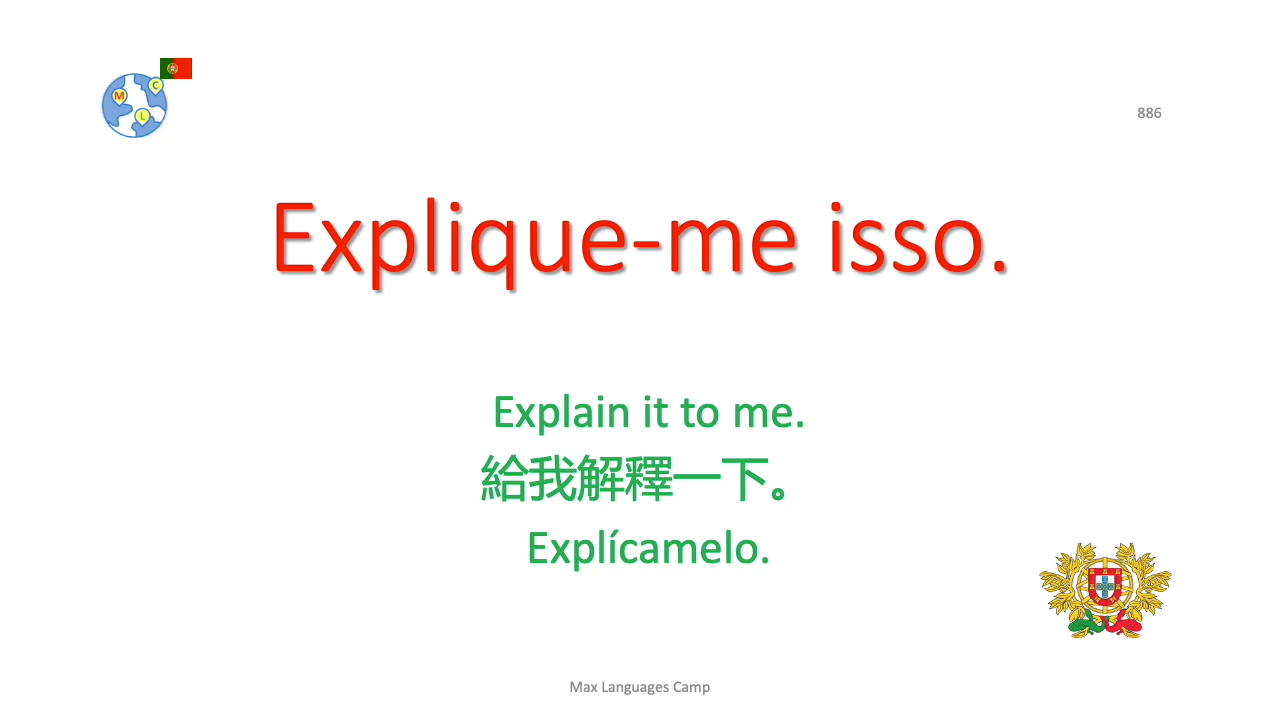 M
C
L
886
Explique-me isso.
Explain it to me.
給我解釋一下。
Explícamelo.
Max Languages Camp